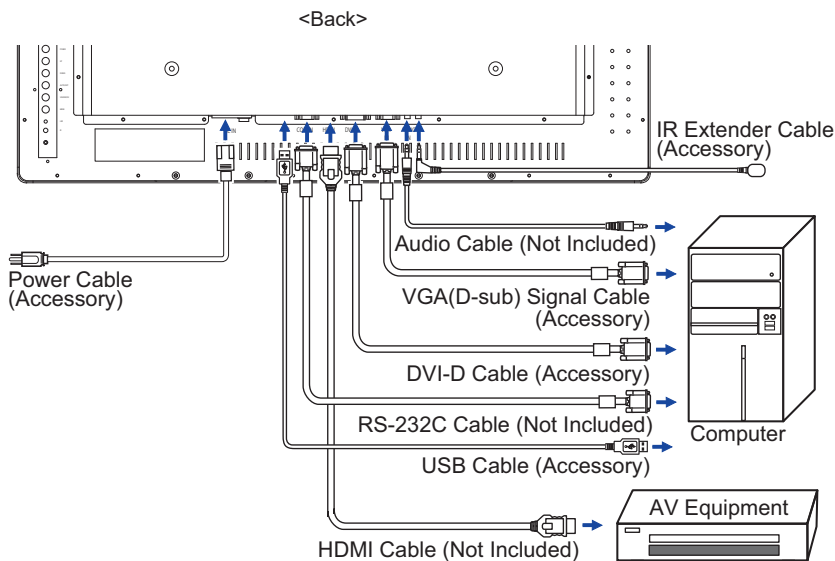 <Back>
IR Extender Cable
(Accessory)
Audio Cable (Not Included)
Power Cable
(Accessory)
VGA(D-sub) Signal Cable
(Accessory)
DVI-D Cable (Accessory)
RS-232C Cable (Not Included)
Computer
USB Cable (Accessory)
AV Equipment
HDMI Cable (Not Included)